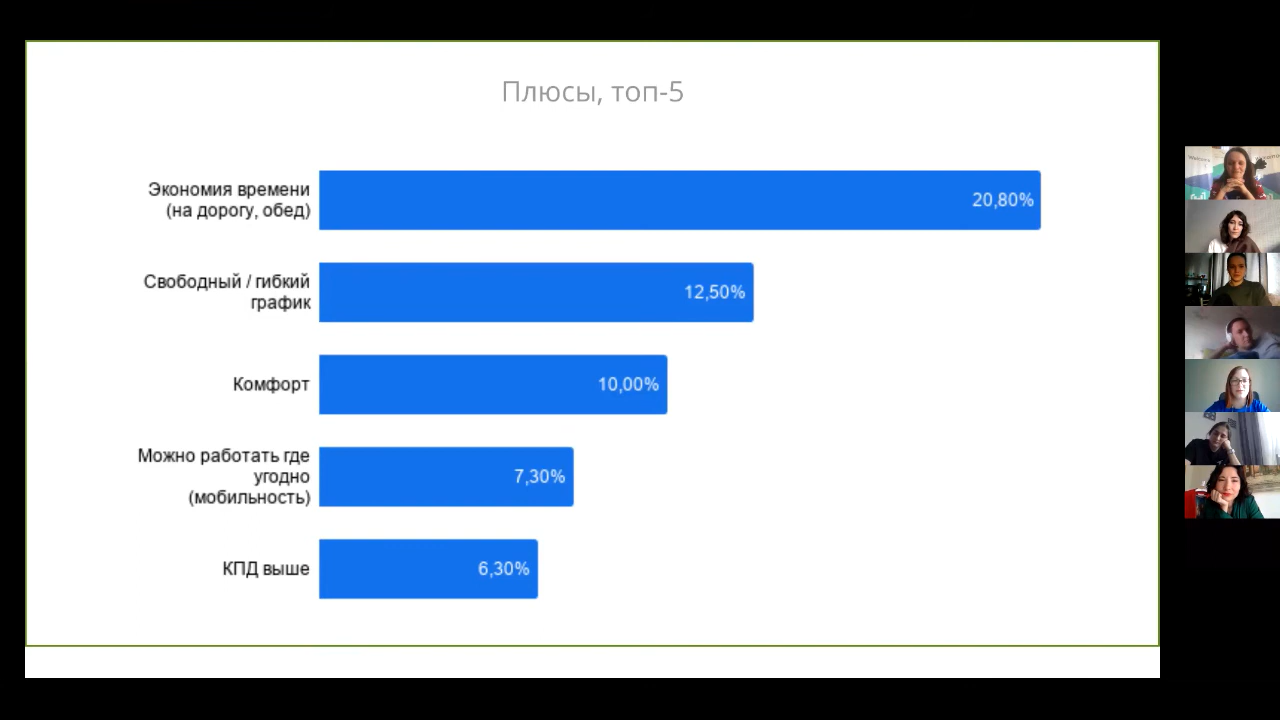 Плюсы, топ-5
Экономия времени
(на дорогу, обед)
20,80%
Свободный / гибкий
график
12,50%
Комфорт
10,00%
Можно работать где
угодно
(мобильность)
7,30%
КПД выше
6,30%